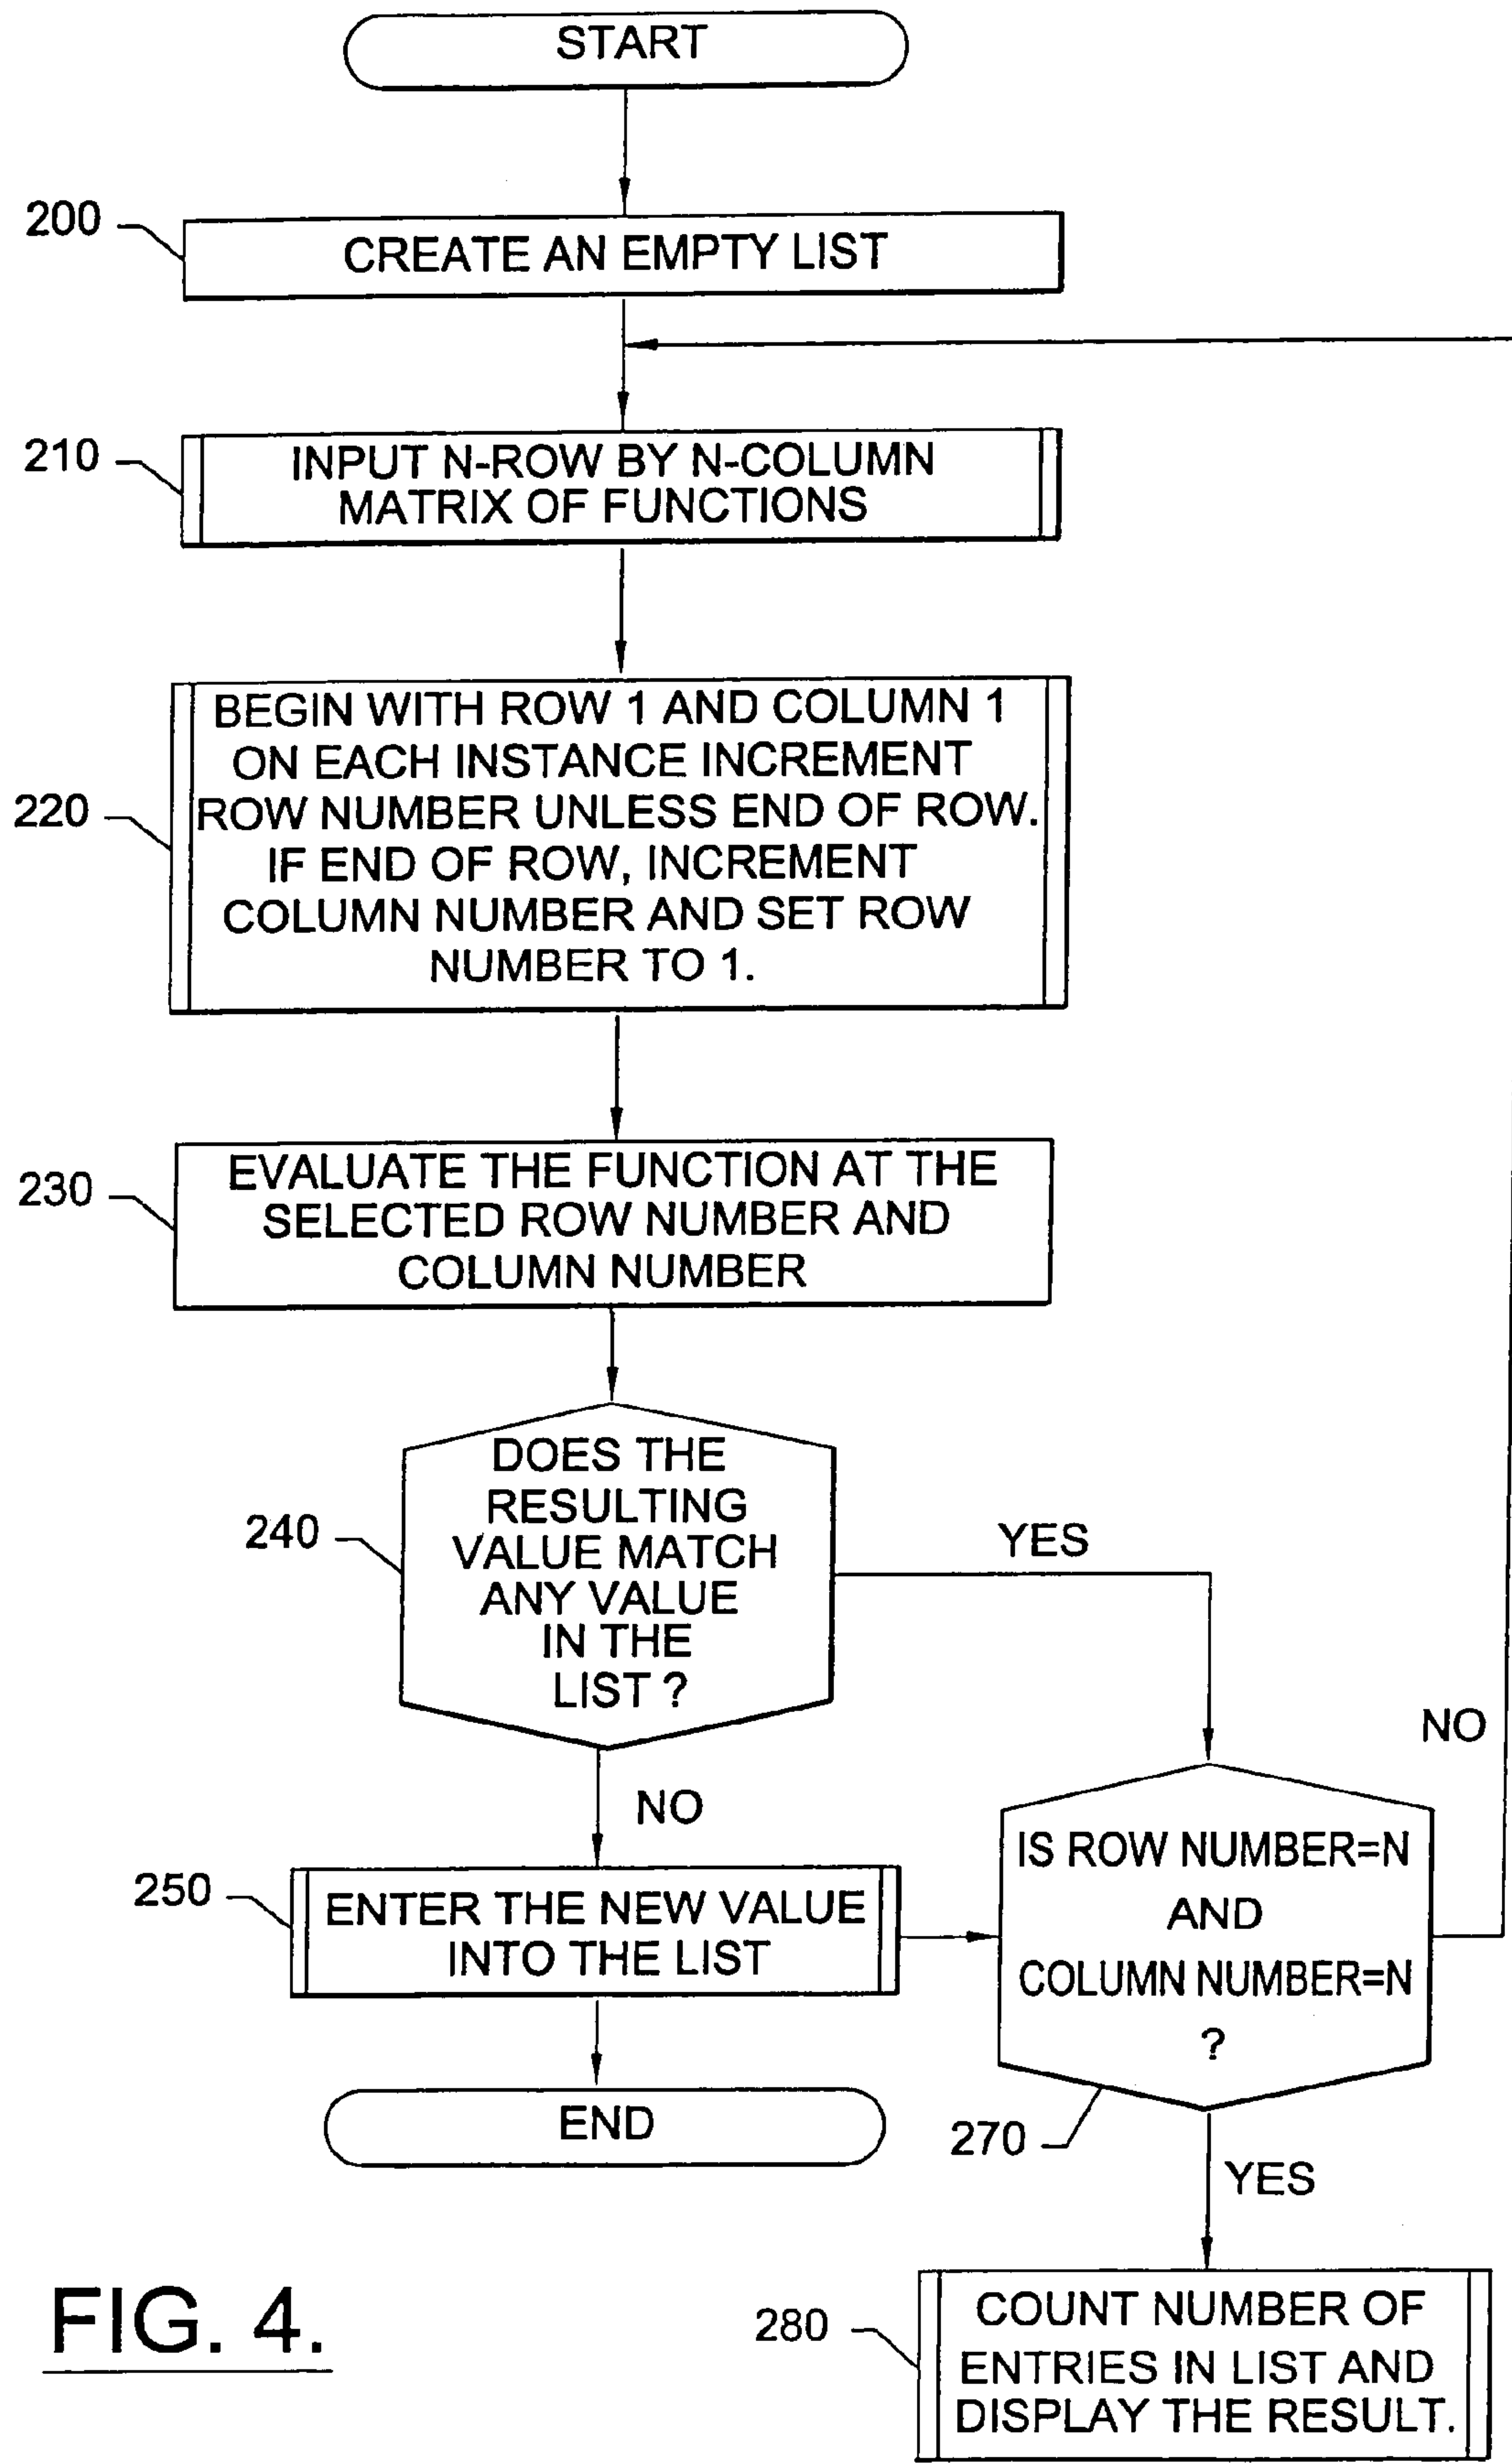 START
200
CREATE AN EMPTY LIST
210
INPUT N-ROW BY N-COLUMN
MATRIX OF FUNCTIONS
220
BEGIN WITH ROW 1 AND COLUMN 1
ON EACH INSTANCE INCREMENT
ROW NUMBER UNLESS END OF ROW.
IF END OF ROW, INCREMENT
COLUMN NUMBER AND SET ROW
NUMBER TO 1.
230
EVALUATE THE FUNCTION AT THE
SELECTED ROW NUMBER AND
COLUMN NUMBER
240
DOES THE
RESULTING
VALUE MATCH
ANY VALUE
IN THE
LIST ?
YES
NO
NO
250
ENTER THE NEW VALUE
INTO THE LIST
IS ROW NUMBER=N
AND
COLUMN NUMBER=N
?
END
270
YES
280
COUNT NUMBER OF
ENTRIES IN LIST AND
DISPLAY THE RESULT.
FIG. 4.